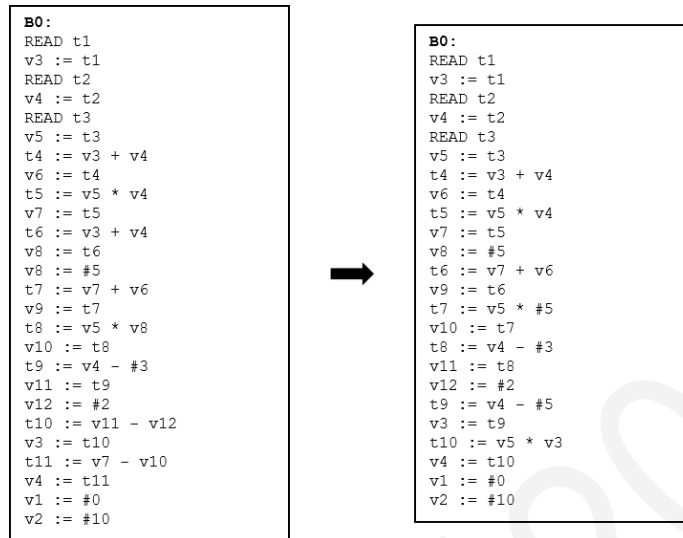 B0:
READ t1
v3 := t1
READ t2
v4 := t2
READ t3
v5 := t3
t4 := v3 + v4
v6 := t4
t5 := v5 * v4
v7 := t5
t6 := v3 + v4
v8 := t6
v8 := #5
t7 := v7 + v6
v9 := t7
t8 := v5 * v8
v10 := t8
t9 := v4 - #3
v11 := t9
v12 := #2
t10 := v11 - v12
v3 := t10
t11 := v7 - v10
v4 := t11
v1 := #0
v2 := #10
B0:
READ t1
v3 := t1
READ t2
v4 := t2
READ t3
v5 := t3
t4 := v3 + v4
v6 := t4
t5 := v5 * v4
v7 := t5
v8 := #5
t6 := v7 + v6
v9 := t6
t7 := v5 * #5
v10 := t7
t8 := v4 - #3
v11 := t8
v12 := #2
t9 := v4 - #5
v3 := t9
t10 := v5 * v3
v4 := t10
v1 := #0
v2 := #10